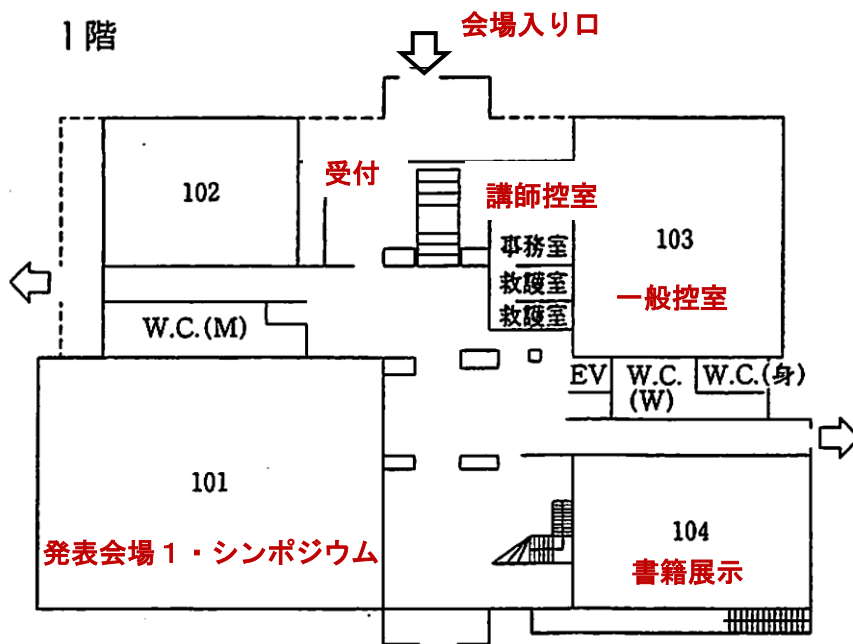 1階
会場入り口
102
受付
講師控室
事務室
救護室
救護室
103
一般控室
W.C.(M)
EV
W.C.
(W)
W.C.(身)
101
発表会場1・シンポジウム
104
書籍展示